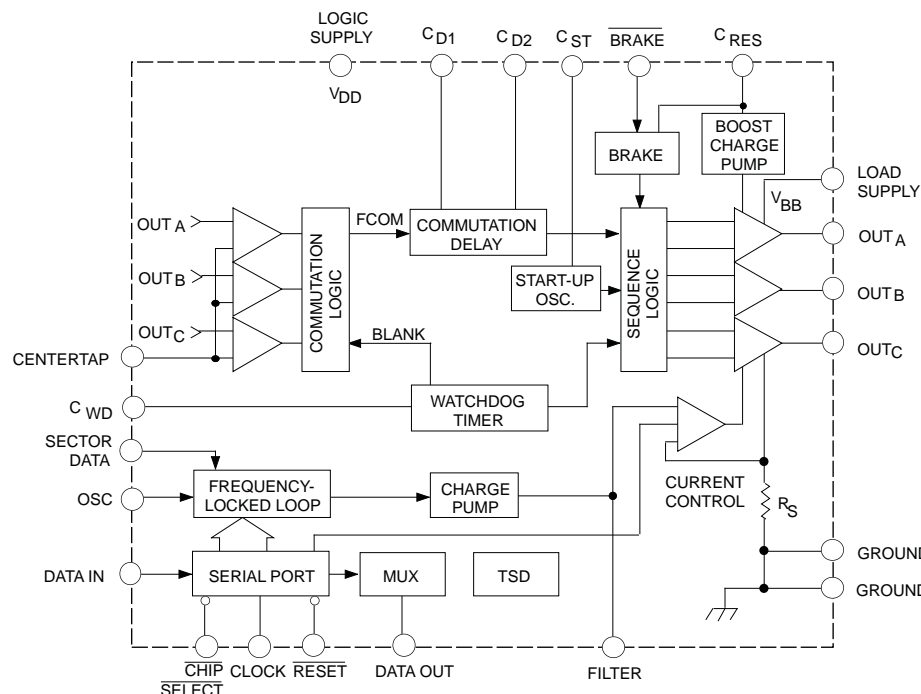 LOGIC
SUPPLY
C D1
C D2
C ST
BRAKE
C RES
VDD
BRAKE
BOOST
CHARGE
PUMP
LOAD
SUPPLY
VBB
OUT A
FCOM
COMMUTATION
DELAY
OUT A
COMMUTATION
LOGIC
SEQUENCE
LOGIC
OUT B
START-UP
OSC.
OUT B
OUT C
BLANK
OUT C
CENTERTAP
C WD
WATCHDOG
TIMER
SECTOR
DATA
OSC
FREQUENCY-
LOCKED LOOP
CHARGE
PUMP
CURRENT
CONTROL
RS
GROUND
DATA IN
SERIAL PORT
MUX
TSD
GROUND
CHIP
SELECT
CLOCK
RESET
DATA OUT
FILTER